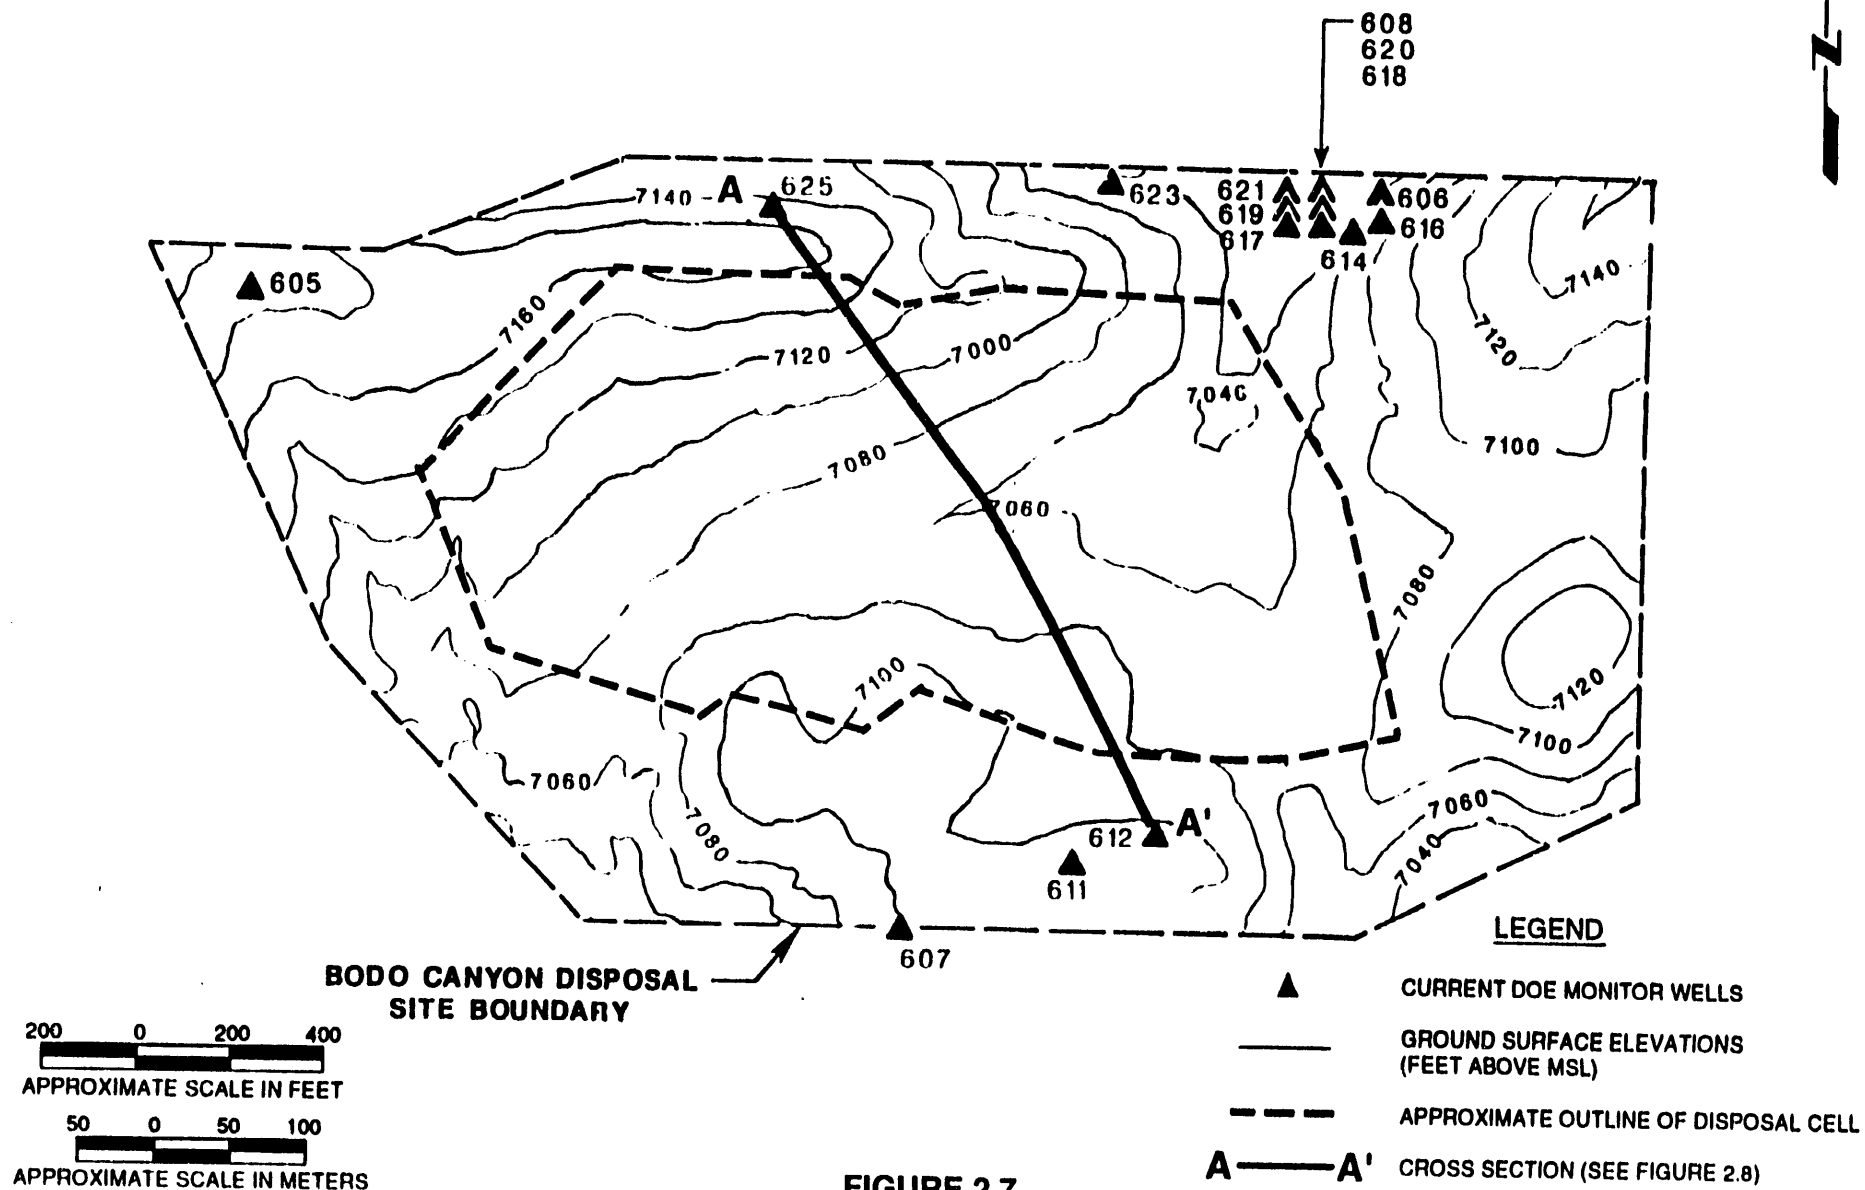 608
620
618
N
A
625
7140
623
621
619
617
606
616
614
605
7160
7140
7120
7120
7000
7040
7080
7100
7060
7080
7100
7120
7100
7060
7060
7080
7040
612
A'
611
607
BODO CANYON DISPOSAL
SITE BOUNDARY
200 0 200 400
APPROXIMATE SCALE IN FEET
50 0 50 100
APPROXIMATE SCALE IN METERS
LEGEND
CURRENT DOE MONITOR WELLS
GROUND SURFACE ELEVATIONS
(FEET ABOVE MSL)
APPROXIMATE OUTLINE OF DISPOSAL CELL
A A' CROSS SECTION (SEE FIGURE 2.8)
FIGURE 2.7